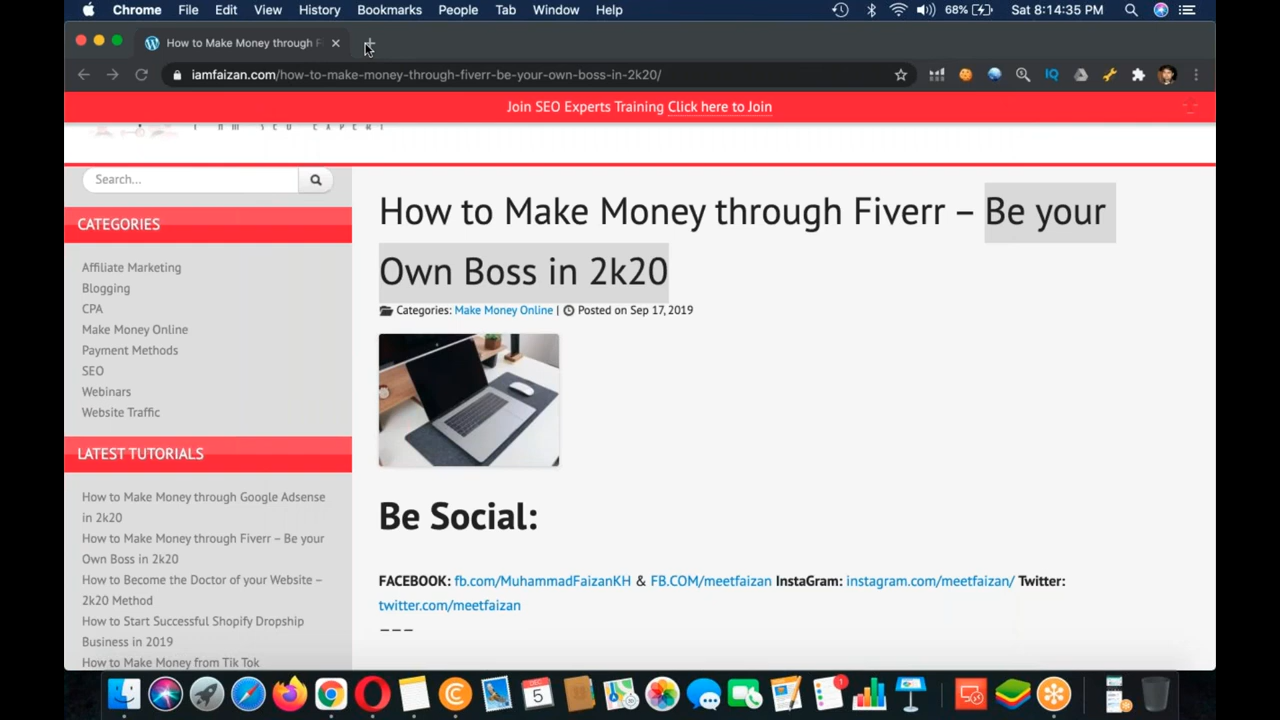 Chrome File Edit View History Bookmarks People Tab Window Help 68% Sat 8:14:35 PM
How to Make Money through F
iamfaizan.com/how-to-make-money-through-fiverr-be-your-own-boss-in-2k20/
IQ
Join SEO Experts Training Click here to Join
I AM SEO EXPERT
Search...
CATEGORIES
Affiliate Marketing
Blogging
CPA
Make Money Online
Payment Methods
SEO
Webinars
Website Traffic
LATEST TUTORIALS
How to Make Money through Google Adsense
in 2k20
How to Make Money through Fiverr – Be your
Own Boss in 2k20
How to Become the Doctor of your Website –
2k20 Method
How to Start Successful Shopify Dropship
Business in 2019
How to Make Money from Tik Tok
How to Make Money through Fiverr – Be your
Own Boss in 2k20
Categories: Make Money Online | Posted on Sep 17, 2019
Be Social:
FACEBOOK: fb.com/MuhammadFaizanKH & FB.COM/meetfaizan InstaGram: instagram.com/meetfaizan/ Twitter:
twitter.com/meetfaizan
———
DEC
5
1